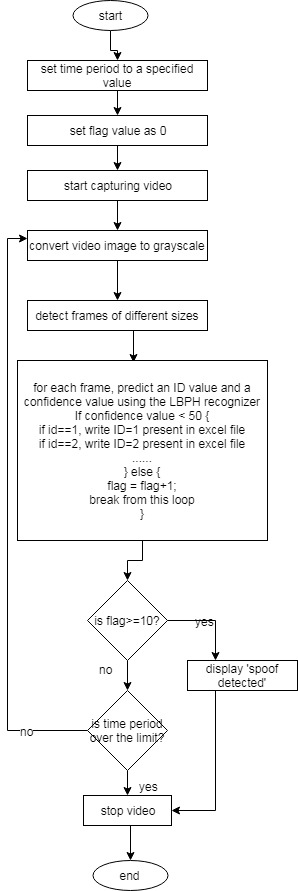 start
set time period to a specified
value
set flag value as 0
start capturing video
convert video image to grayscale
detect frames of different sizes
for each frame, predict an ID value and a
confidence value using the LBPH recognizer
If confidence value < 50 {
if id==1, write ID=1 present in excel file
if id==2, write ID=2 present in excel file
......
} else {
flag = flag+1;
break from this loop
}
is flag>=10?
yes
no
display 'spoof
detected'
is time period
over the limit?
no
yes
stop video
end